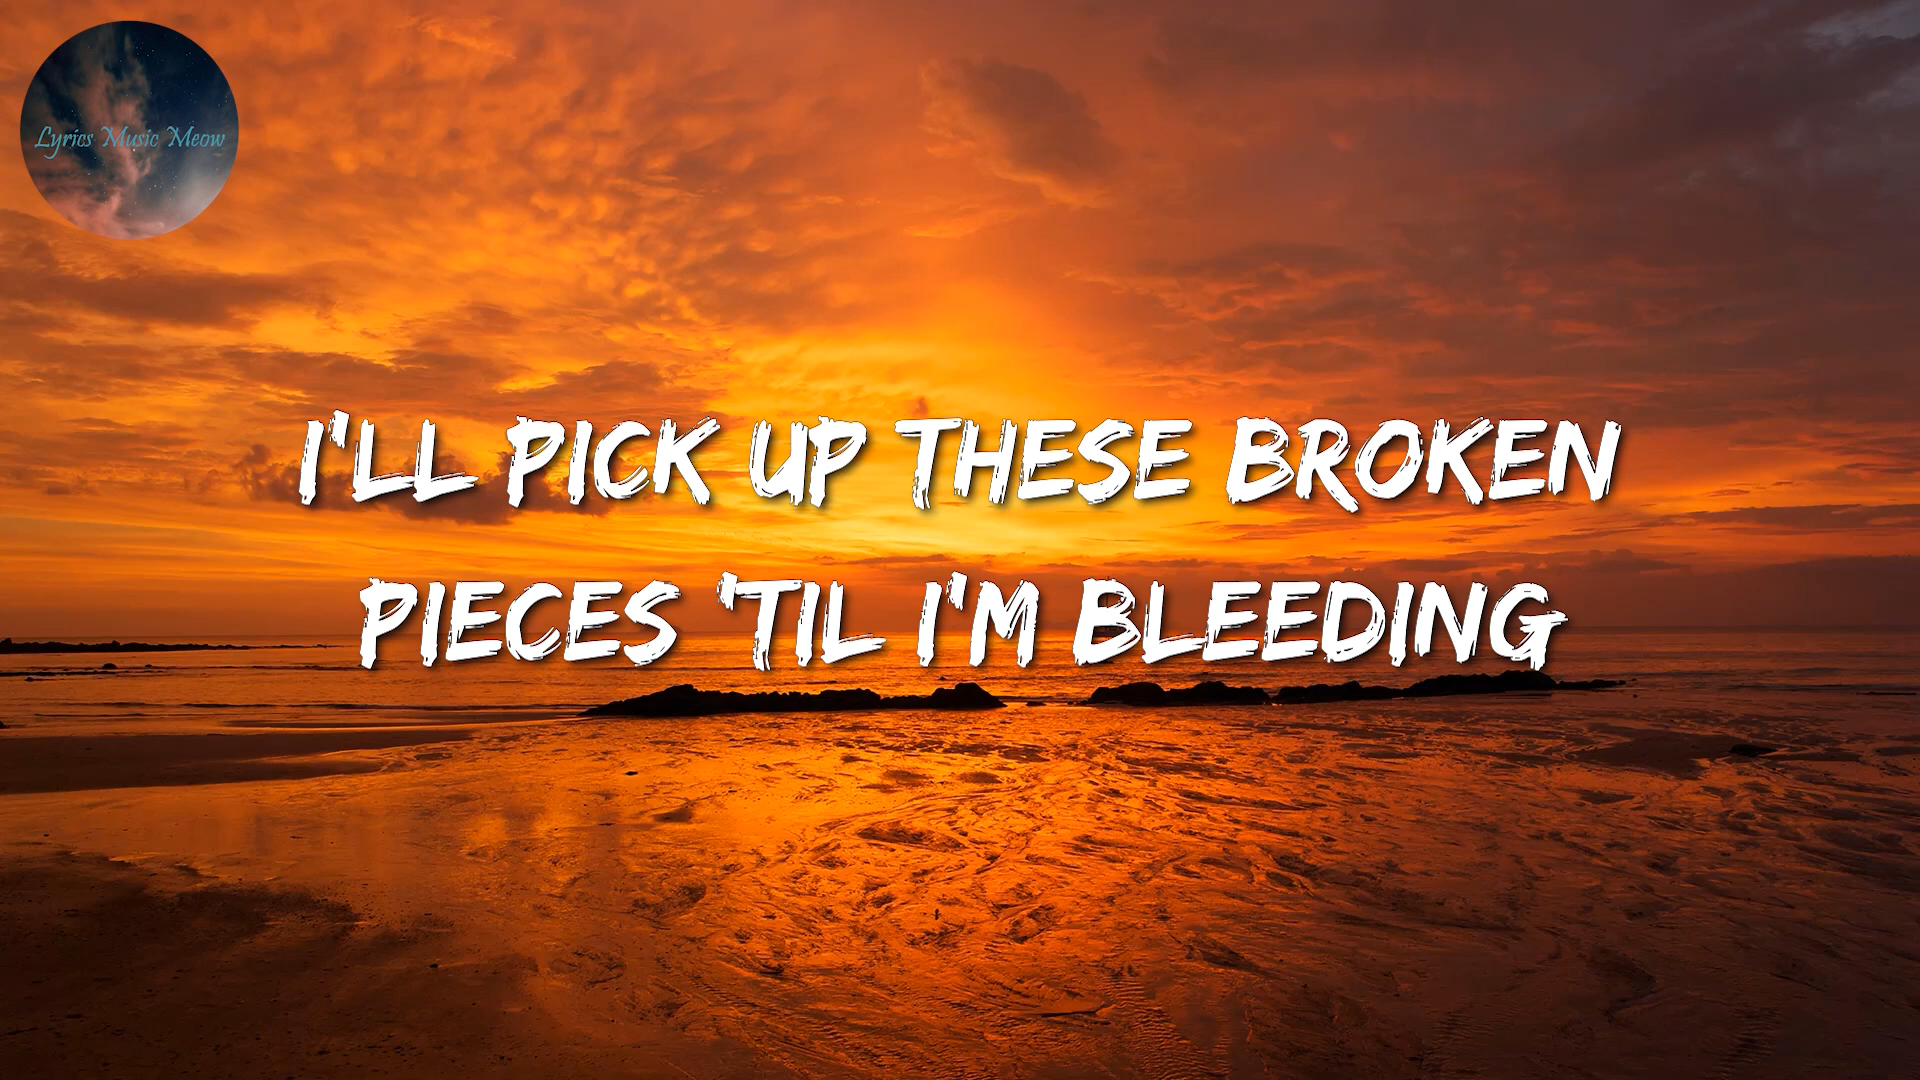 Lyrics Music Meow
I'LL PICK UP THESE BROKEN
PIECES 'TIL I'M BLEEDING